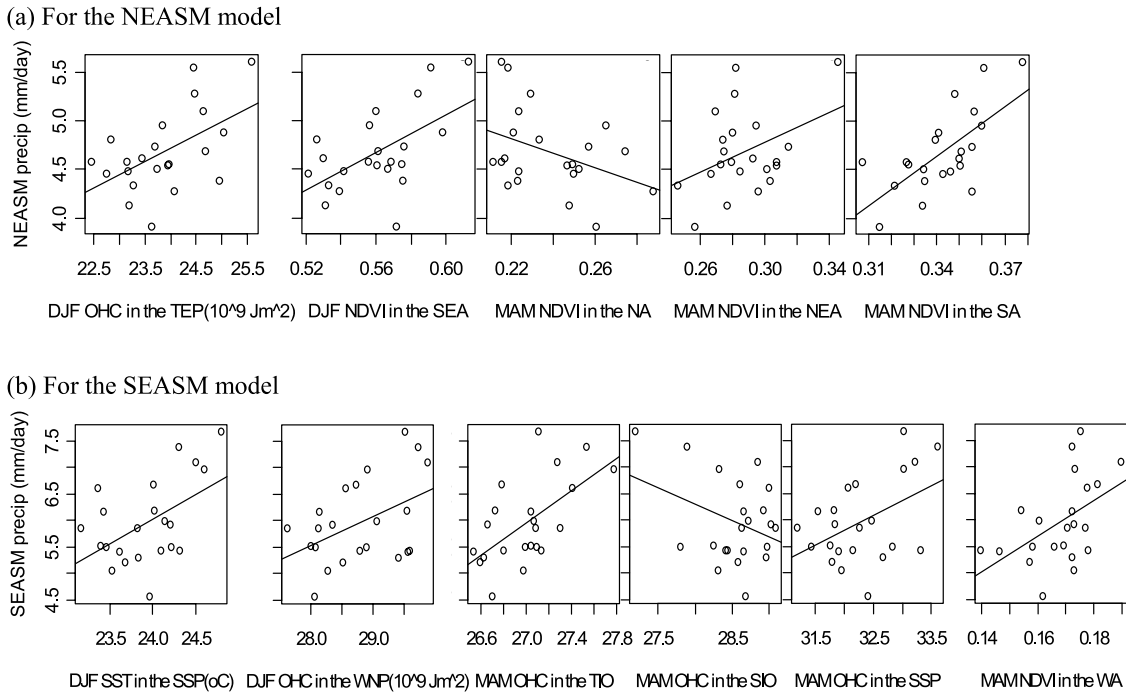 (a) For the NEASM model
NEASM precip (mm/day)
5.5
5.0
4.5
4.0
22.5 23.5 24.5 25.5
0.52 0.56 0.60
0.22 0.26
0.26 0.30 0.34
0.31 0.34 0.37
DJF OHC in the TEP(10^9 Jm^2) DJF NDVI in the SEA MAM NDVI in the NA MAM NDVI in the NEA MAM NDVI in the SA
(b) For the SEASM model
SEASM precip (mm/day)
7.5
6.5
5.5
4.5
23.5 24.0 24.5
28.0 29.0
26.6 27.0 27.4 27.8
27.5 28.5
31.5 32.5 33.5
0.14 0.16 0.18
DJF SST in the SSP(oC) DJF OHC in the WNP(10^9 Jm^2) MAM OHC in the TIO MAM OHC in the SIO MAM OHC in the SSP MAM NDVI in the WA